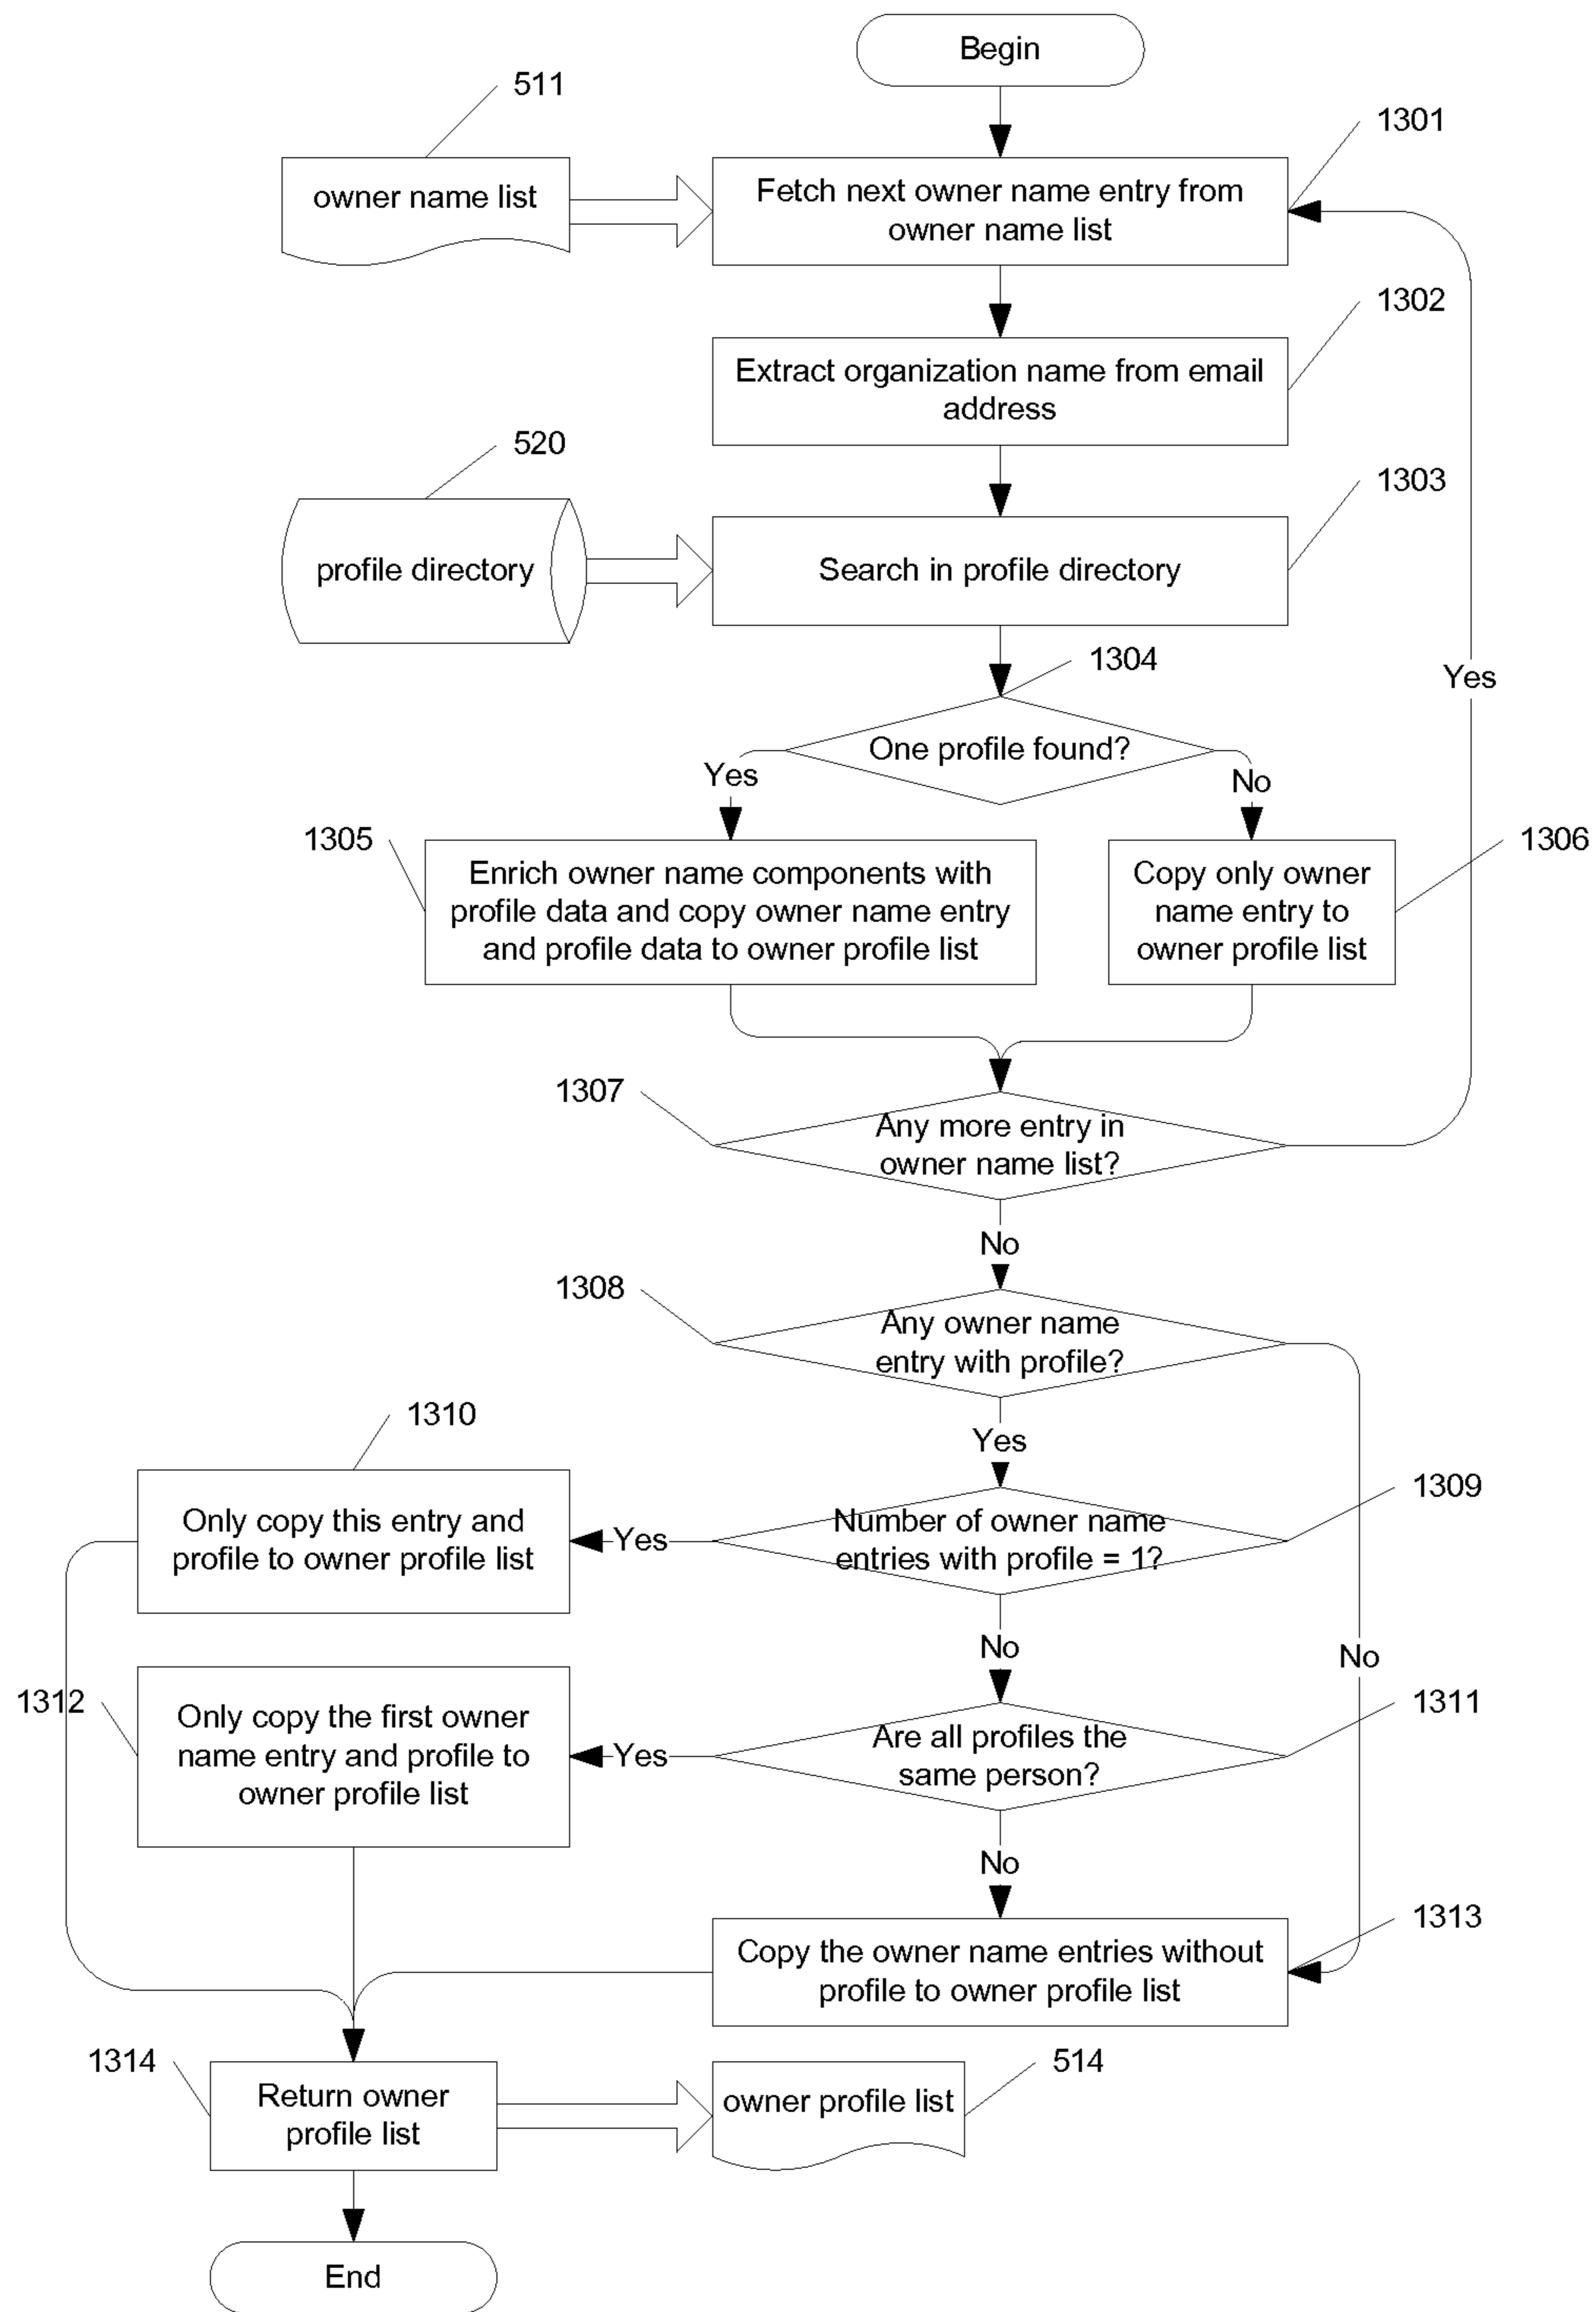 Begin
511
1301
owner name list
Fetch next owner name entry from
owner name list
1302
Extract organization name from email
address
520
1303
profile directory
Search in profile directory
1304
Yes
One profile found?
Yes
No
1305
1306
Enrich owner name components with
profile data and copy owner name entry
and profile data to owner profile list
Copy only owner
name entry to
owner profile list
1307
Any more entry in
owner name list?
No
1308
Any owner name
entry with profile?
1310
Yes
1309
Only copy this entry and
profile to owner profile list
Yes
Number of owner name
entries with profile = 1?
No
No
1312
1311
Only copy the first owner
name entry and profile to
owner profile list
Yes
Are all profiles the
same person?
No
1313
Copy the owner name entries without
profile to owner profile list
1314
514
Return owner
profile list
owner profile list
End